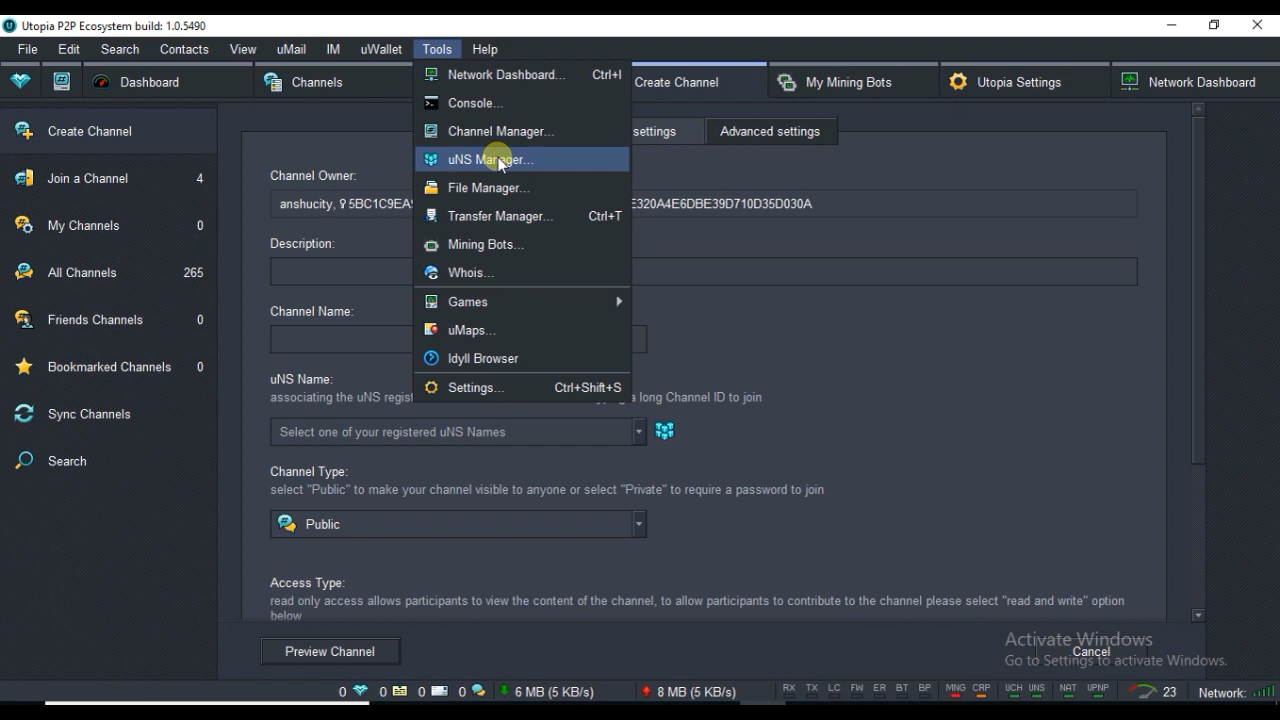 Utopia P2P Ecosystem build: 1.0.5490
File Edit Search Contacts View uMail IM uWallet Tools Help
Dashboard Channels Create Channel My Mining Bots Utopia Settings Network Dashboard
Network Dashboard... Ctrl+I
Console...
Channel Manager...
uNS Manager...
File Manager...
Transfer Manager... Ctrl+T
Mining Bots...
Whois...
Games
uMaps...
Idyll Browser
Settings... Ctrl+Shift+S
Create Channel
Join a Channel 4
My Channels 0
All Channels 265
Friends Channels 0
Bookmarked Channels 0
Sync Channels
Search
settings Advanced settings
Channel Owner:
anshucity, 320A4E6DBE39D710D35D030A
Description:
Channel Name:
uNS Name:
associating the uNS a long Channel ID to join
Select one of your registered uNS Names
Channel Type:
select "Public" to make your channel visible to anyone or select "Private" to require a password to join
Public
Access Type:
read only access allows participants to view the content of the channel, to allow participants to contribute to the channel please select "read and write" option
below
Preview Channel Cancel
Activate Windows
Go to Settings to activate Windows.
0 0 0 0 6 MB (5 KB/s) 8 MB (5 KB/s) RX TX LC FW ER BT BP MNG CRP UCH UNS NAT UPNP 23 Network: